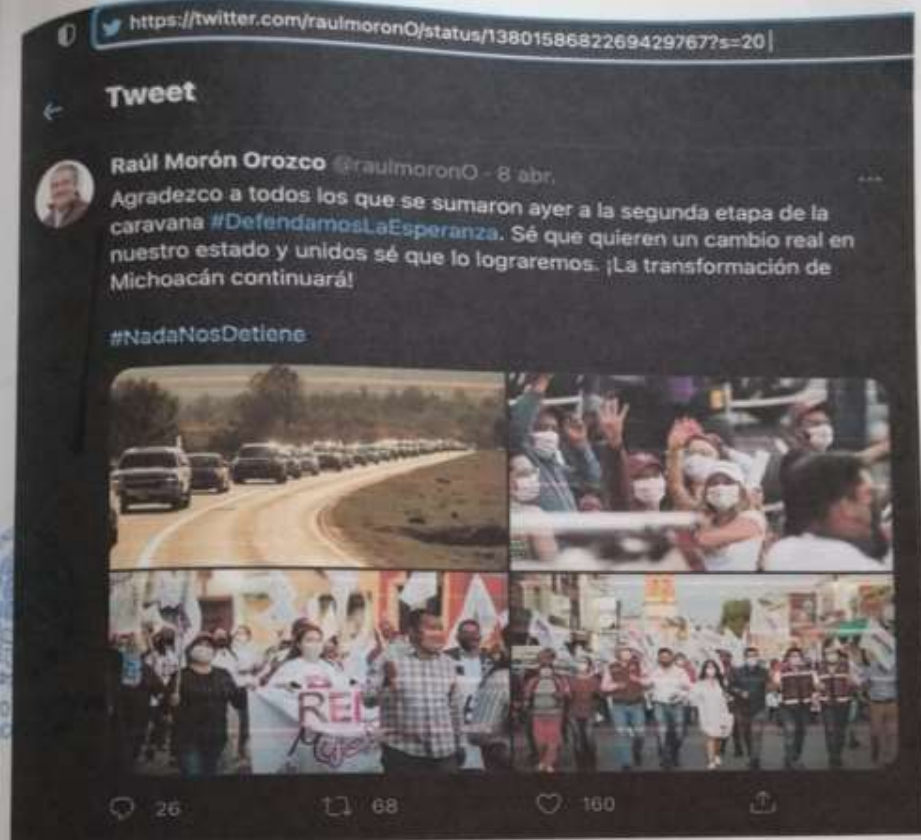 https://twitter.com/raulmoronO/status/1380158682269429767?s=20
Tweet
Raúl Morón Orozco @raulmoronO · 8 abr.
Agradezco a todos los que se sumaron ayer a la segunda etapa de la
caravana #DefendamosLaEsperanza. Sé que quieren un cambio real en
nuestro estado y unidos sé que lo lograremos. ¡La transformación de
Michoacán continuará!
#NadaNosDetiene
26 68 160